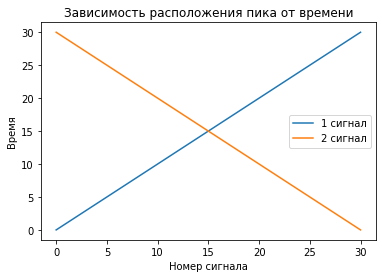 Зависимость расположения пика от времени
30
25
20
15
10
5
0
Время
1 сигнал
2 сигнал
0 5 10 15 20 25 30
Номер сигнала